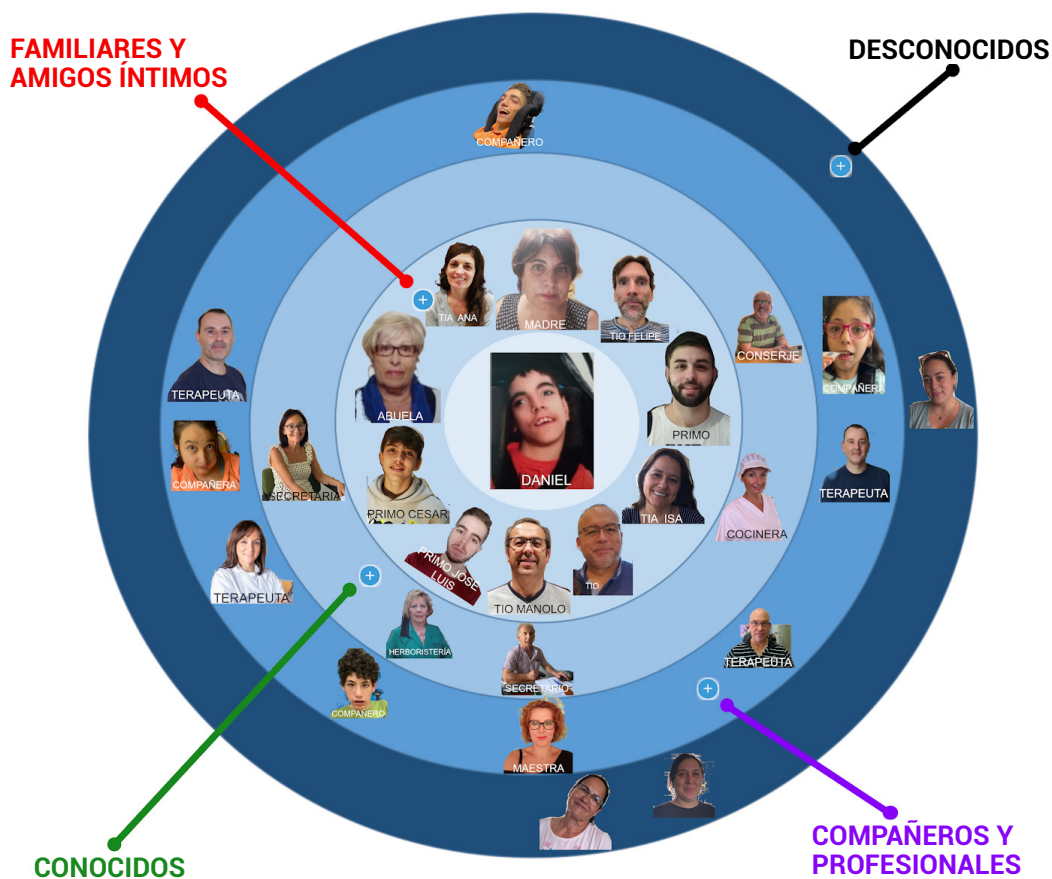 FAMILIARES Y
AMIGOS ÍNTIMOS
DESCONOCIDOS
COMPAÑERO
TIA ANA
MADRE
TIO FELIPE
CONSERJE
COMPAÑERA
TERAPEUTA
ABUELA
PRIMO
DANIEL
COMPAÑERA
SECRETARIA
PRIMO CESAR
TIA ISA
TERAPEUTA
COCINERA
PRIMO JOSE
LUIS
TIO MANOLO
TIO
TERAPEUTA
HERBORISTERÍA
TERAPEUTA
SECRETARIO
COMPAÑERO
MAESTRA
CONOCIDOS
COMPAÑEROS Y
PROFESIONALES